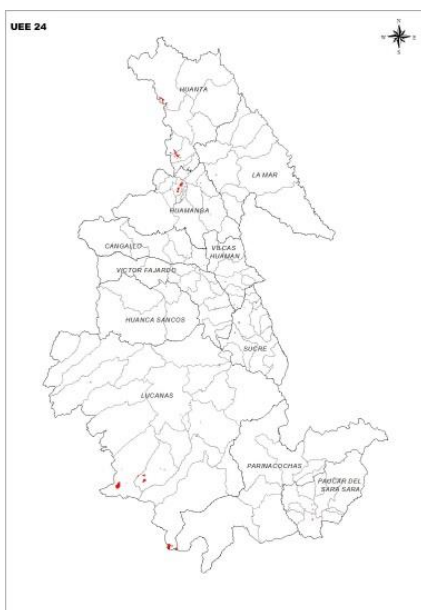 UEE 24
N
W
E
S
HUANTA
LA MAR
HUAMANGA
CANGALLO
VILCAS
HUAMAN
VICTOR FAJARDO
HUANCA SANCOS
SUCRE
LUCANAS
PARINACOCHAS
PAUCAR DEL
SARA SARA